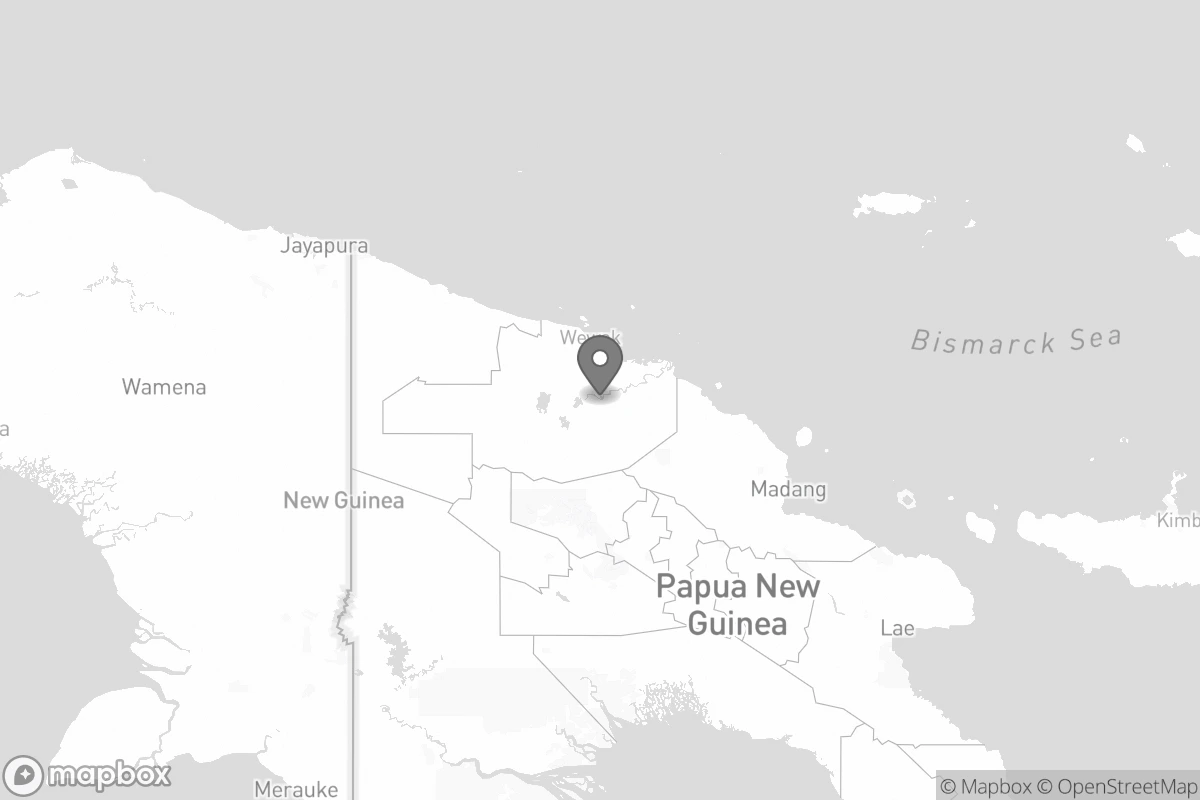 Jayapura
Wewak
Bismarck Sea
Wamena
Madang
New Guinea
Kimb
Papua New
Guinea
Lae
Merauke
mapbox
© Mapbox © OpenStreetMap